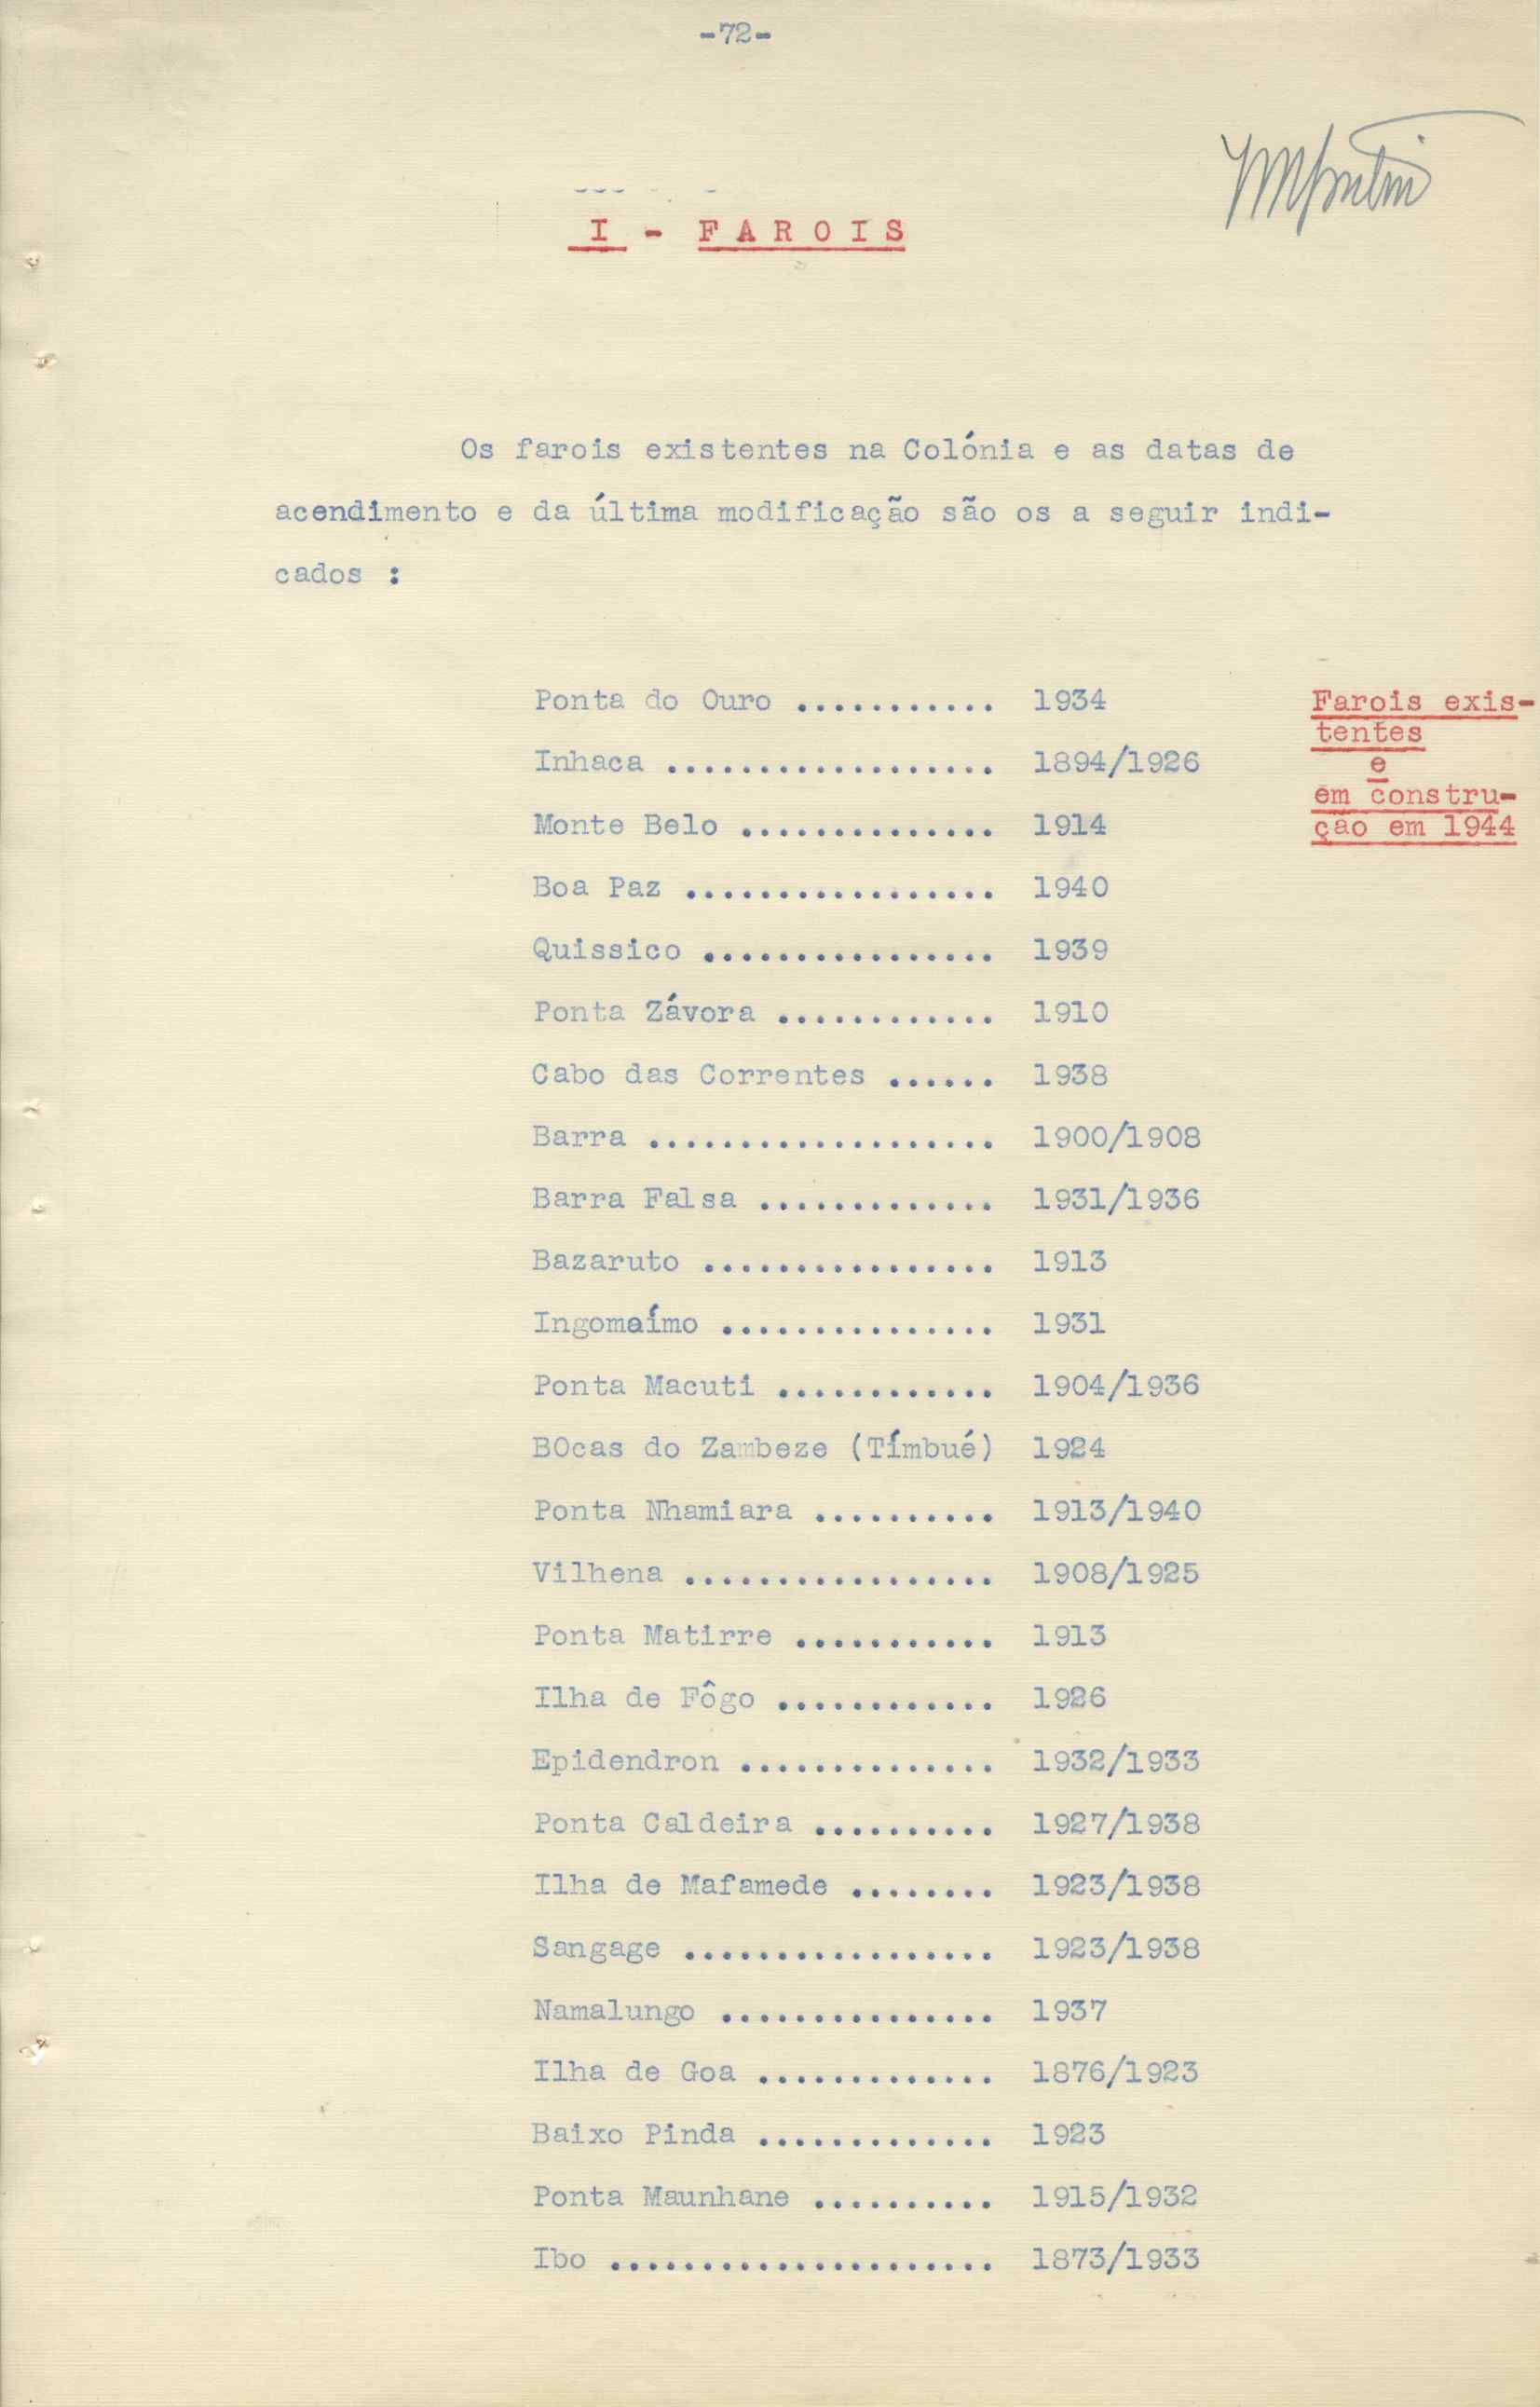 -72-
I - F A R O I S
Os farois existentes na Colónia e as datas de
acendimento e da última modificação são os a seguir indi-
cados :
Ponta do Ouro ........... 1934
Inhaca .................. 1894/1926
Monte Belo .............. 1914
Boa Paz ................. 1940
Quissico ................ 1939
Ponta Závora ............ 1910
Cabo das Correntes ...... 1938
Barra ................... 1900/1908
Barra Falsa ............. 1931/1936
Bazaruto ................ 1913
Ingomaímo ............... 1931
Ponta Macuti ............ 1904/1936
BOcas do Zambeze (Tímbué) 1924
Ponta Nhamiara .......... 1913/1940
Vilhena ................. 1908/1925
Ponta Matirre ........... 1913
Ilha de Fôgo ............ 1926
Epidendron .............. 1932/1933
Ponta Caldeira .......... 1927/1938
Ilha de Mafamede ........ 1923/1938
Sangage ................. 1923/1938
Namalungo ............... 1937
Ilha de Goa ............. 1876/1923
Baixo Pinda ............. 1923
Ponta Maunhane .......... 1915/1932
Ibo ..................... 1873/1933
Farois exis-
tentes
e
em constru-
ção em 1944